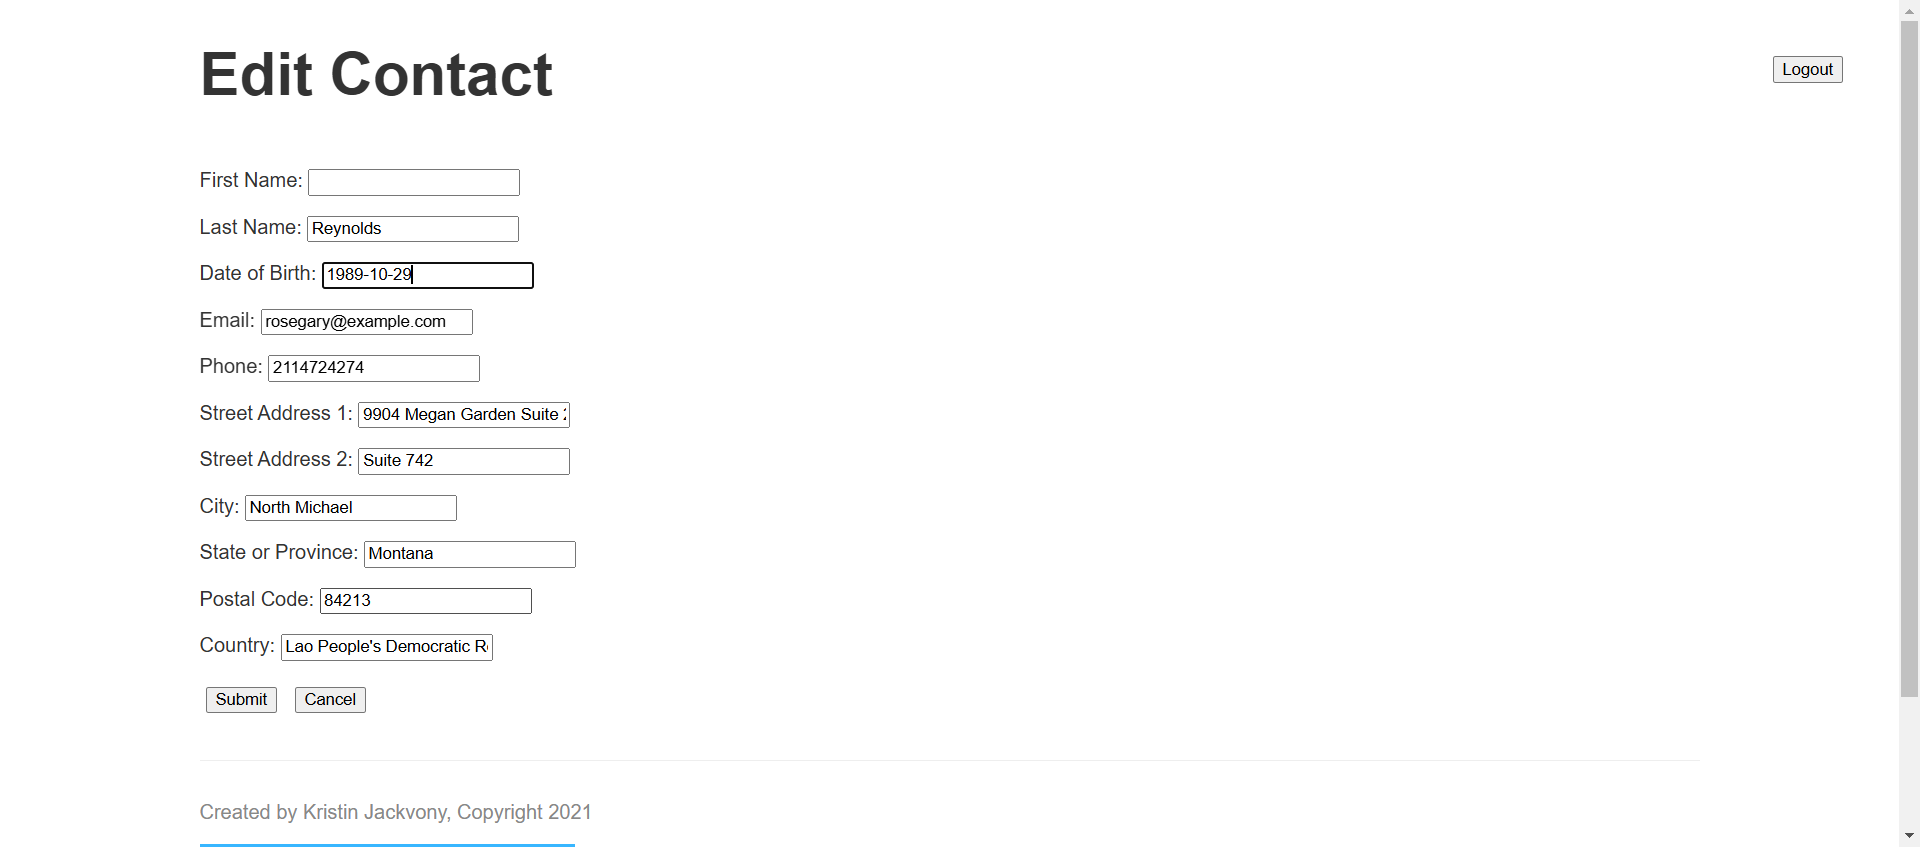 Edit Contact
Logout
First Name:
Last Name: Reynolds
Date of Birth: 1989-10-29
Email: rosegary@example.com
Phone: 2114724274
Street Address 1: 9904 Megan Garden Suite
Street Address 2: Suite 742
City: North Michael
State or Province: Montana
Postal Code: 84213
Country: Lao People's Democratic
Submit Cancel
Created by Kristin Jackvony, Copyright 2021